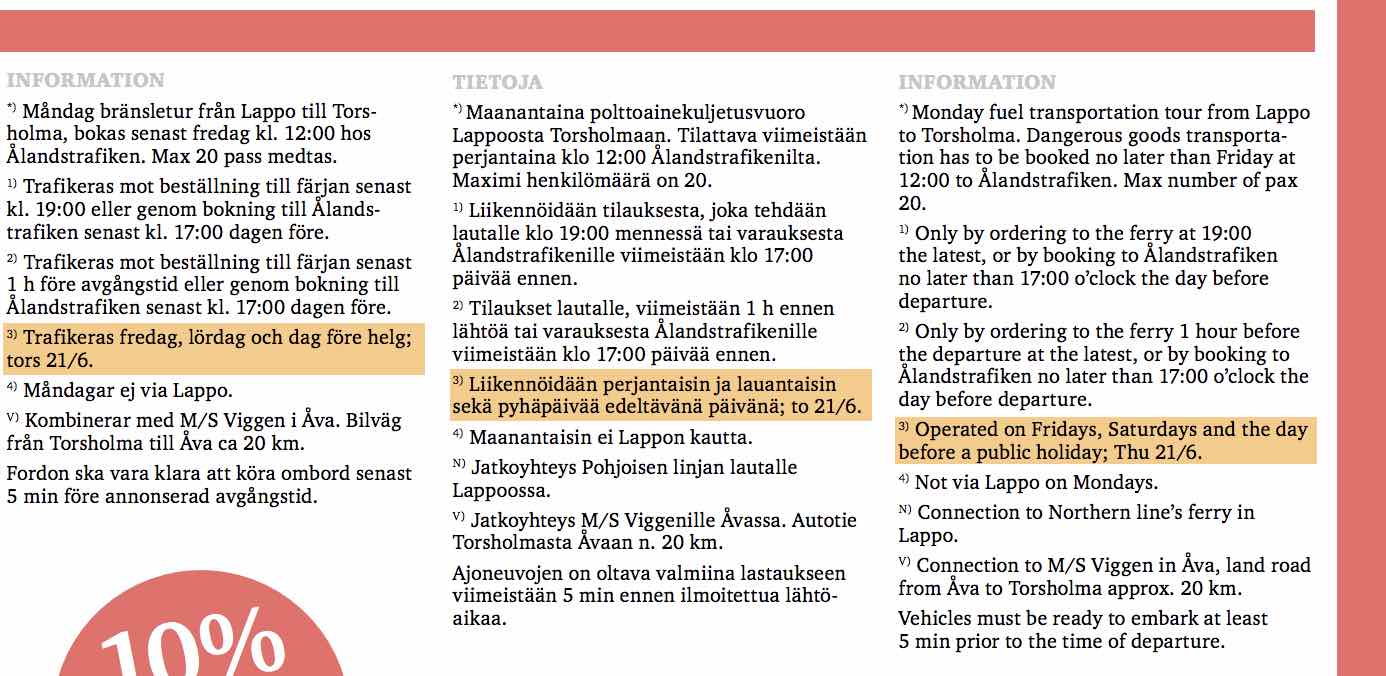 INFORMATION
*) Måndag bränsletur från Lappo till Tors-
holma, bokas senast fredag kl. 12:00 hos
Ålandstrafiken. Max 20 pass medtas.
1) Trafikeras mot beställning till färjan senast
kl. 19:00 eller genom bokning till Ålands-
trafiken senast kl. 17:00 dagen före.
2) Trafikeras mot beställning till färjan senast
1 h före avgångstid eller genom bokning till
Ålandstrafiken senast kl. 17:00 dagen före.
3) Trafikeras fredag, lördag och dag före helg;
tors 21/6.
4) Måndagar ej via Lappo.
V) Kombinerar med M/S Viggen i Åva. Bilväg
från Torsholma till Åva ca 20 km.
Fordon ska vara klara att köra ombord senast
5 min före annonserad avgångstid.
10%
TIETOJA
*) Maanantaina polttoainekuljetusvuoro
Lappoosta Torsholmaan. Tilattava viimeistään
perjantaina klo 12:00 Ålandstrafikenilta.
Maximi henkilömäärä on 20.
1) Liikennöidään tilauksesta, joka tehdään
lautalle klo 19:00 mennessä tai varauksesta
Ålandstrafikenille viimeistään klo 17:00
päivää ennen.
2) Tilaukset lautalle, viimeistään 1 h ennen
lähtöä tai varauksesta Ålandstrafikenille
viimeistään klo 17:00 päivää ennen.
3) Liikennöidään perjantaisin ja lauantaisin
sekä pyhäpäivää edeltävänä päivänä; to 21/6.
4) Maanantaisin ei Lappon kautta.
N) Jatkoyhteys Pohjoisen linjan lautalle
Lappoossa.
V) Jatkoyhteys M/S Viggenille Åvassa. Autotie
Torsholmasta Åvaan n. 20 km.
Ajoneuvojen on oltava valmiina lastaukseen
viimeistään 5 min ennen ilmoitettua lähtö-
aikaa.
INFORMATION
*) Monday fuel transportation tour from Lappo
to Torsholma. Dangerous goods transporta-
tion has to be booked no later than Friday at
12:00 to Ålandstrafiken. Max number of pax
20.
1) Only by ordering to the ferry at 19:00
the latest, or by booking to Ålandstrafiken
no later than 17:00 o’clock the day before
departure.
2) Only by ordering to the ferry 1 hour before
the departure at the latest, or by booking to
Ålandstrafiken no later than 17:00 o’clock the
day before departure.
3) Operated on Fridays, Saturdays and the day
before a public holiday; Thu 21/6.
4) Not via Lappo on Mondays.
N) Connection to Northern line’s ferry in
Lappo.
V) Connection to M/S Viggen in Åva, land road
from Åva to Torsholma approx. 20 km.
Vehicles must be ready to embark at least
5 min prior to the time of departure.